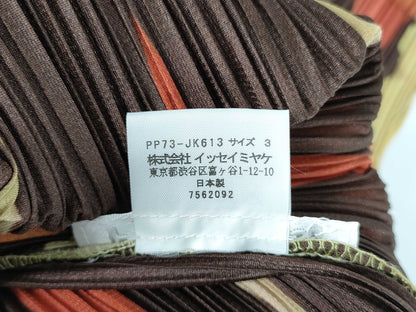 PP73-JK613 サイズ 3
株式会社 イッセイミヤケ
東京都渋谷区富ヶ谷1-12-10
日本製
7562092